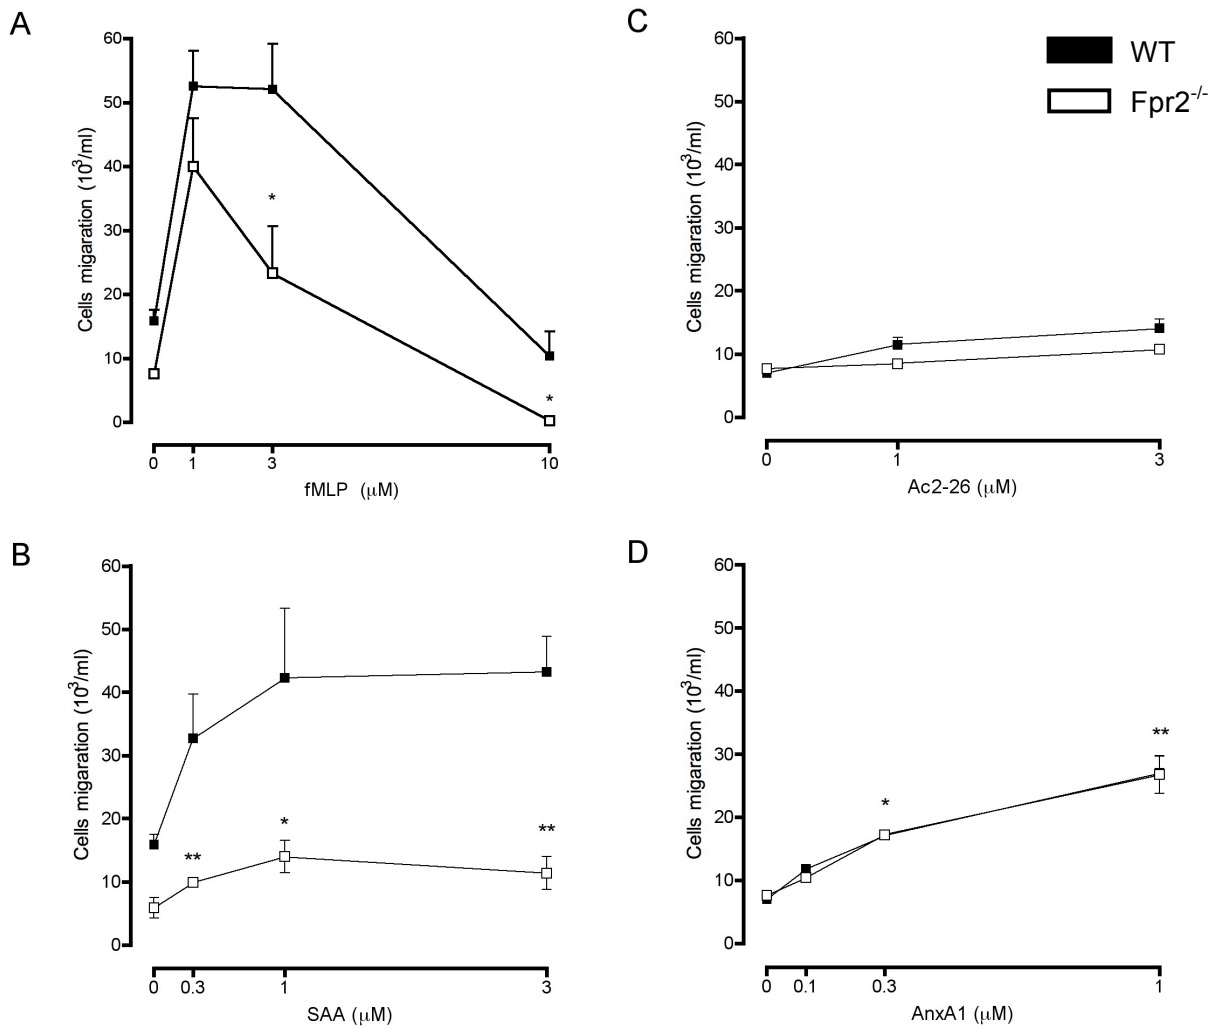 A
60
50
40
30
20
10
0
Cells migaration (10³/ml)
*
*
0 1 3 10
fMLP (μM)
C
60
50
40
30
20
10
0
Cells migaration (10³/ml)
0 1 3
Ac2-26 (μM)
WT
Fpr2⁻/⁻
B
60
50
40
30
20
10
0
Cells migaration (10³/ml)
**
*
**
0 0.3 1 3
SAA (μM)
D
60
50
40
30
20
10
0
Cells migaration (10³/ml)
*
**
0 0.1 0.3 1
AnxA1 (μM)